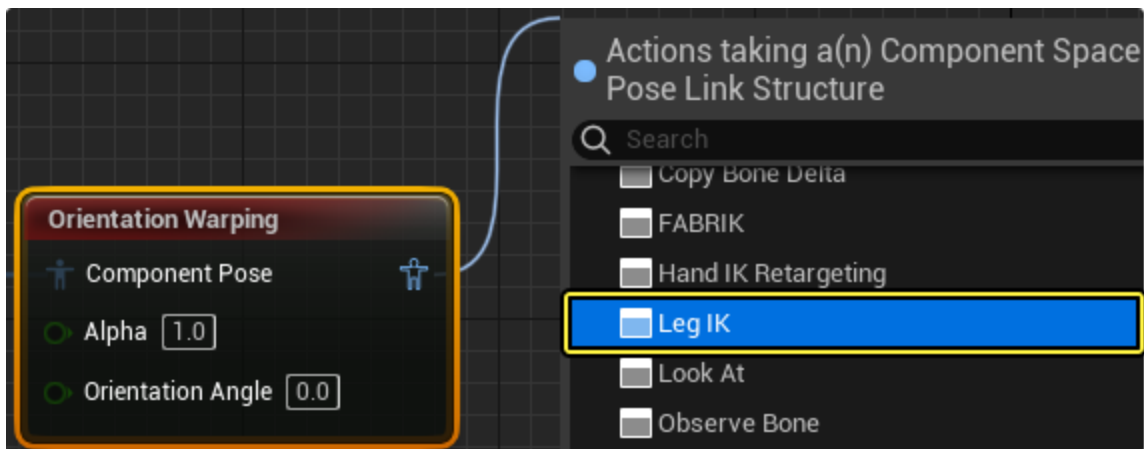 Actions taking a(n) Component Space
Pose Link Structure
Search
Copy Bone Delta
FABRIK
Hand IK Retargeting
Leg IK
Look At
Observe Bone
Orientation Warping
Component Pose
Alpha 1.0
Orientation Angle 0.0